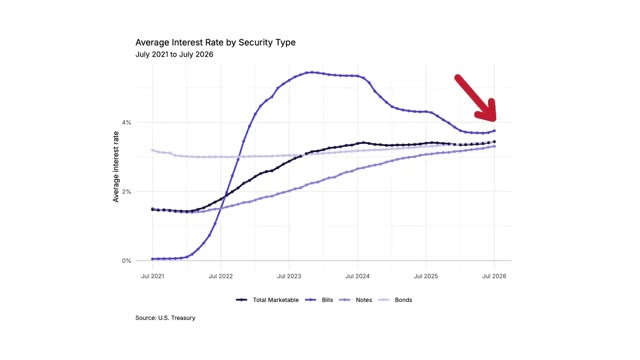 Average Interest Rate by Security Type
July 2021 to July 2026
Average interest rate
4%
2%
0%
Jul 2021 Jul 2022 Jul 2023 Jul 2024 Jul 2025 Jul 2026
Total Marketable Bills Notes Bonds
Source: U.S. Treasury